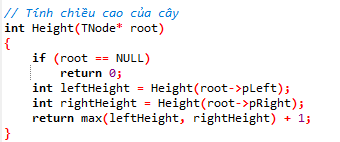 // Tính chiều cao của cây
int Height(TNode* root)
{
    if (root == NULL)
        return 0;
    int leftHeight = Height(root->pLeft);
    int rightHeight = Height(root->pRight);
    return max(leftHeight, rightHeight) + 1;
}